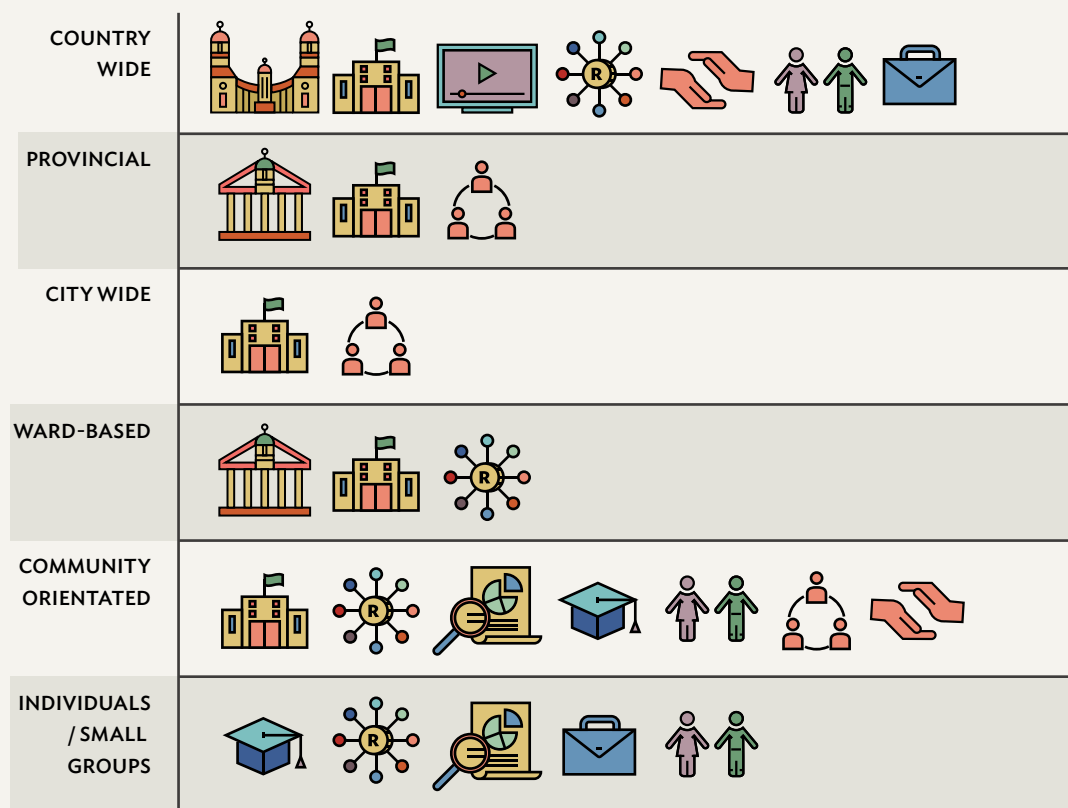 COUNTRY
WIDE
R
PROVINCIAL
CITY WIDE
WARD-BASED
R
COMMUNITY
ORIENTATED
R
INDIVIDUALS
/ SMALL
GROUPS
R